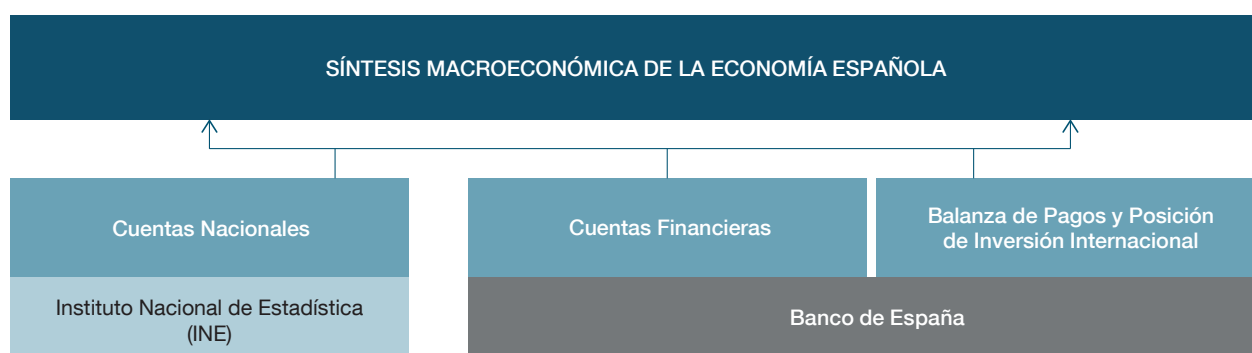 SÍNTESIS MACROECONÓMICA DE LA ECONOMÍA ESPAÑOLA
Cuentas Nacionales
Cuentas Financieras
Balanza de Pagos y Posición
de Inversión Internacional
Instituto Nacional de Estadística
(INE)
Banco de España